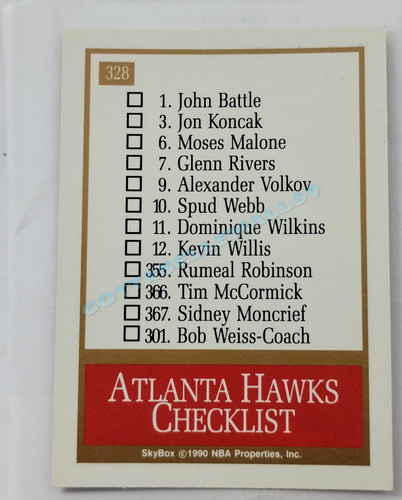 328
1. John Battle
3. Jon Koncak
6. Moses Malone
7. Glenn Rivers
9. Alexander Volkov
10. Spud Webb
11. Dominique Wilkins
12. Kevin Willis
355. Rumeal Robinson
366. Tim McCormick
367. Sidney Moncrief
301. Bob Weiss-Coach
ATLANTA HAWKS
CHECKLIST
SkyBox ©1990 NBA Properties, Inc.